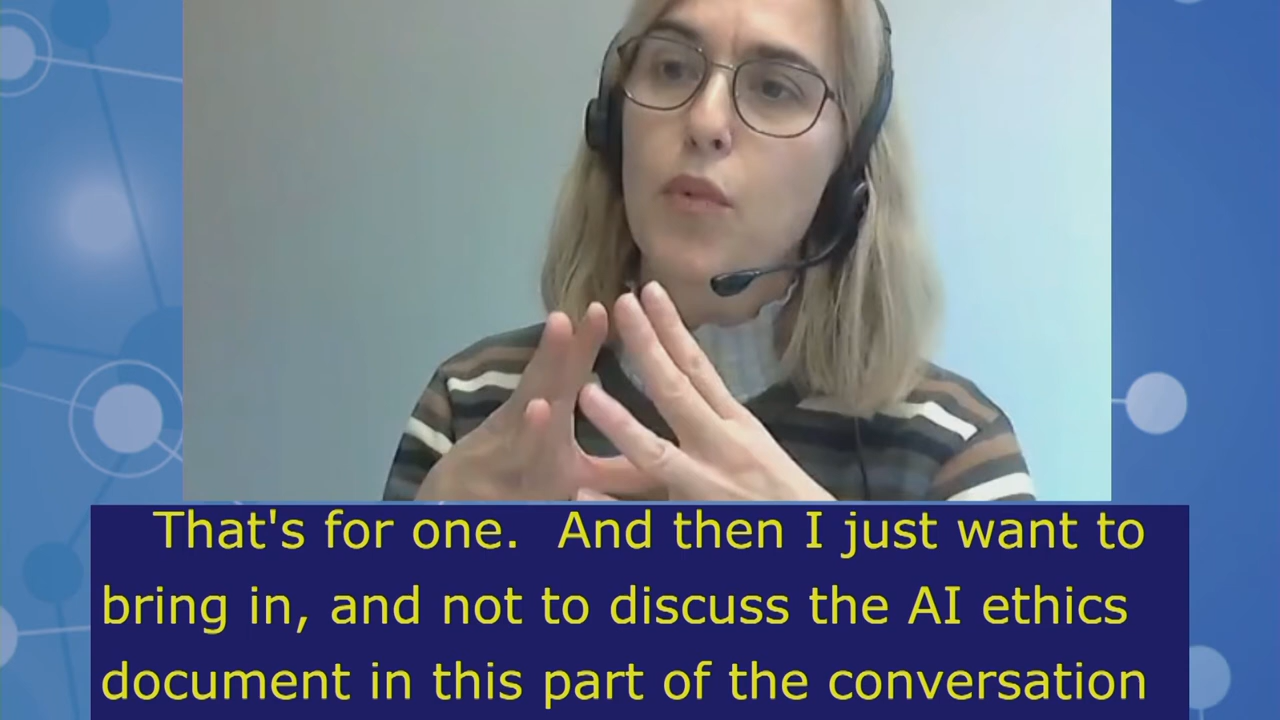 That's for one.  And then I just want to
bring in, and not to discuss the AI ethics
document in this part of the conversation